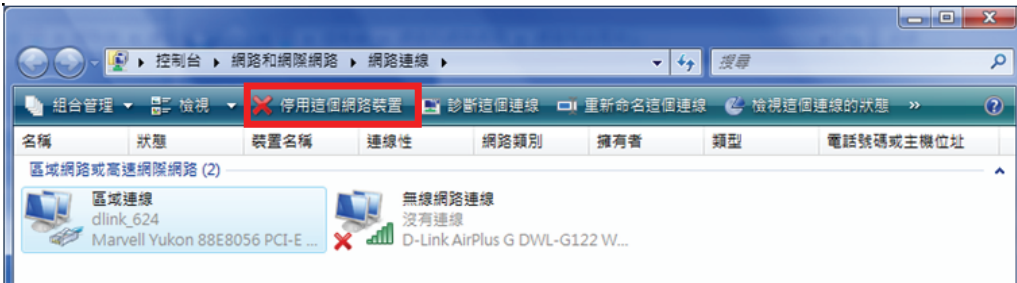 控制台 ▸ 網路和網際網路 ▸ 網路連線 ▸ 搜尋
組合管理 檢視 停用這個網路裝置 診斷這個連線 重新命名這個連線 檢視這個連線的狀態 »
名稱 狀態 裝置名稱 連線性 網路類別 擁有者 類型 電話號碼或主機位址
區域網路或高速網際網路 (2)
區域連線
dlink_624
Marvell Yukon 88E8056 PCI-E ...
無線網路連線
沒有連線
D-Link AirPlus G DWL-G122 W...